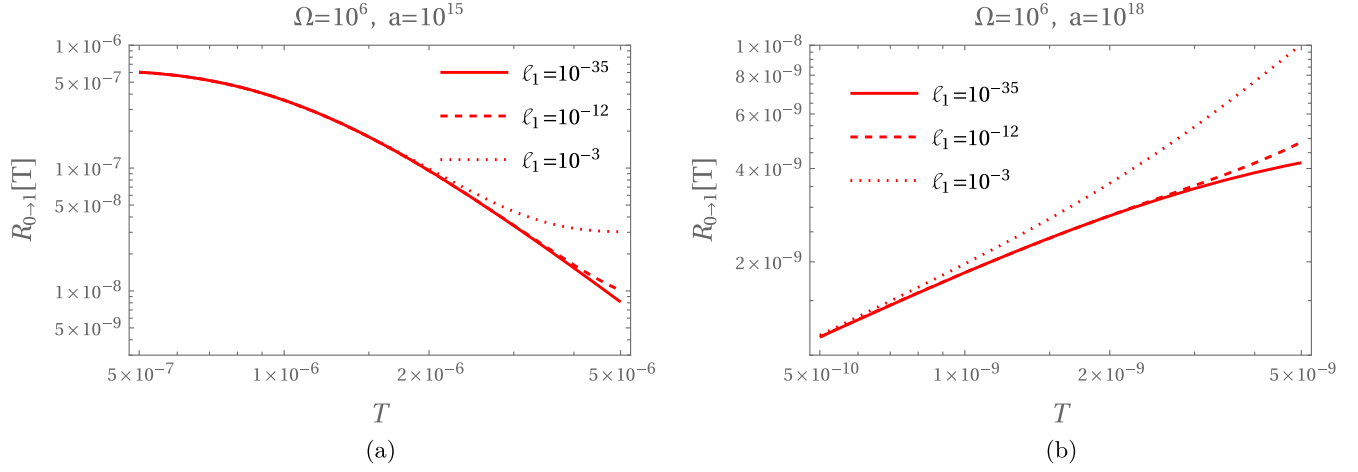 Ω=10⁶, a=10¹⁵
R₀→₁[T]
1×10⁻⁶
5×10⁻⁷
1×10⁻⁷
5×10⁻⁸
1×10⁻⁸
5×10⁻⁹
ℓ₁=10⁻³⁵
ℓ₁=10⁻¹²
ℓ₁=10⁻³
5×10⁻⁷ 1×10⁻⁶ 2×10⁻⁶ 5×10⁻⁶
T
(a)
Ω=10⁶, a=10¹⁸
R₀→₁[T]
1×10⁻⁸
8×10⁻⁹
6×10⁻⁹
4×10⁻⁹
2×10⁻⁹
ℓ₁=10⁻³⁵
ℓ₁=10⁻¹²
ℓ₁=10⁻³
5×10⁻¹⁰ 1×10⁻⁹ 2×10⁻⁹ 5×10⁻⁹
T
(b)